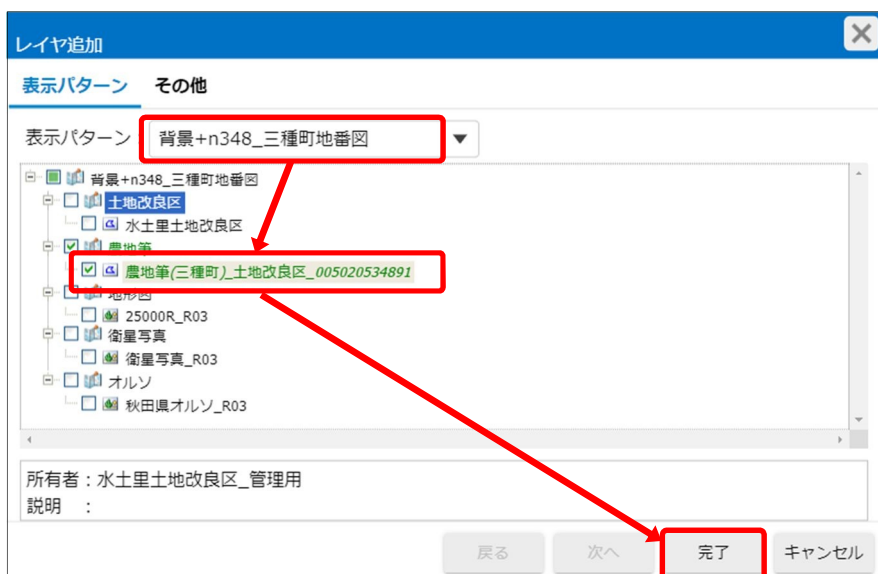 レイヤ追加
表示パターン その他
表示パターン： 背景+n348_三種町地番図
背景+n348_三種町地番図
土地改良区
水土里土地改良区
農地筆
農地筆(三種町)_土地改良区_005020534891
地形図
25000R_R03
衛星写真
衛星写真_R03
オルソ
秋田県オルソ_R03
所有者：水土里土地改良区_管理用
説明　：
戻る 次へ 完了 キャンセル